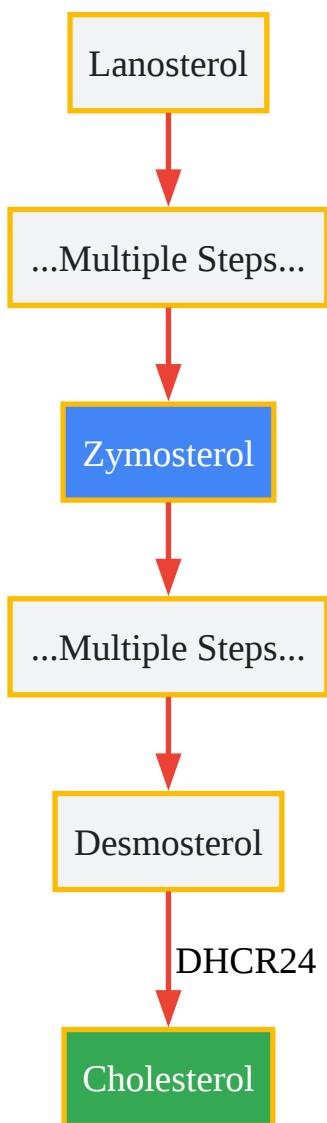 Lanosterol
...Multiple Steps...
Zymosterol
...Multiple Steps...
Desmosterol
DHCR24
Cholesterol